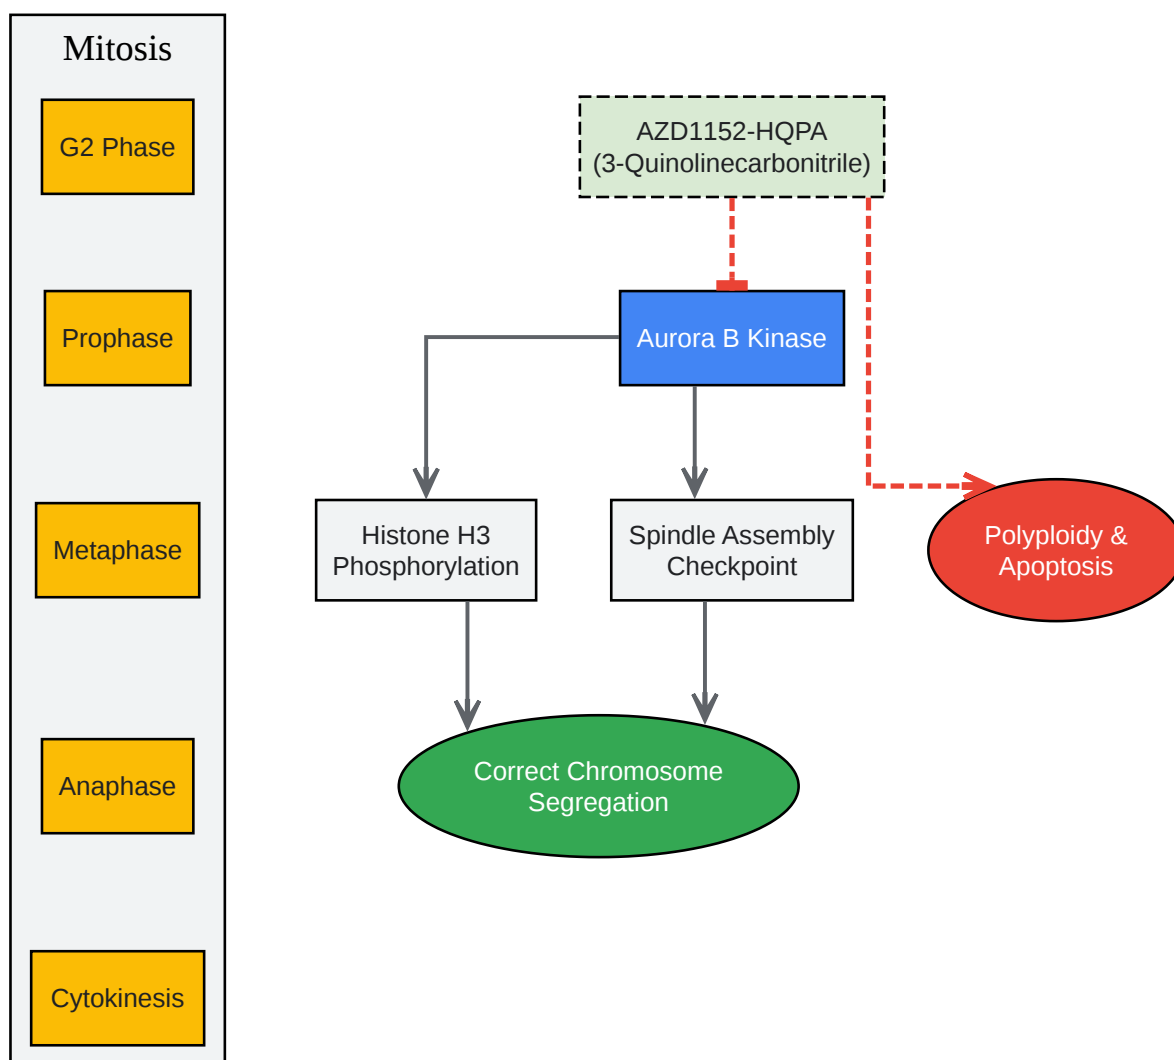 Mitosis
G2 Phase
Prophase
Metaphase
Anaphase
Cytokinesis
AZD1152-HQPA
(3-Quinolinecarbonitrile)
Aurora B Kinase
Histone H3
Phosphorylation
Spindle Assembly
Checkpoint
Polyploidy &
Apoptosis
Correct Chromosome
Segregation